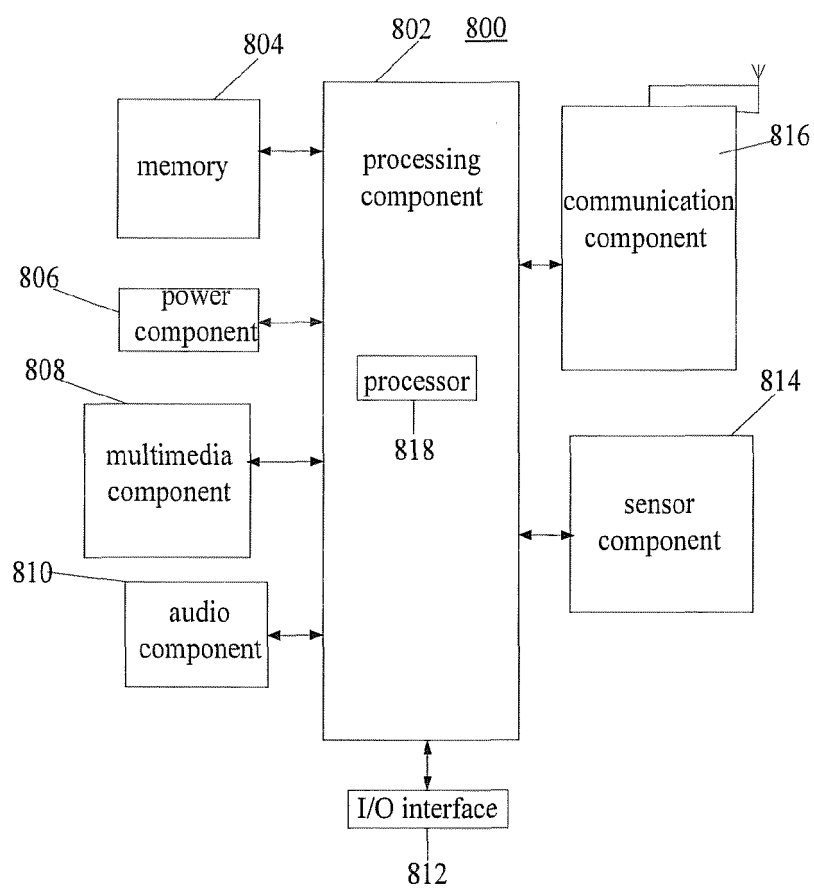 802
800
804
memory
processing
component
816
communication
component
806
power
component
processor
818
808
multimedia
component
814
sensor
component
810
audio
component
I/O interface
812